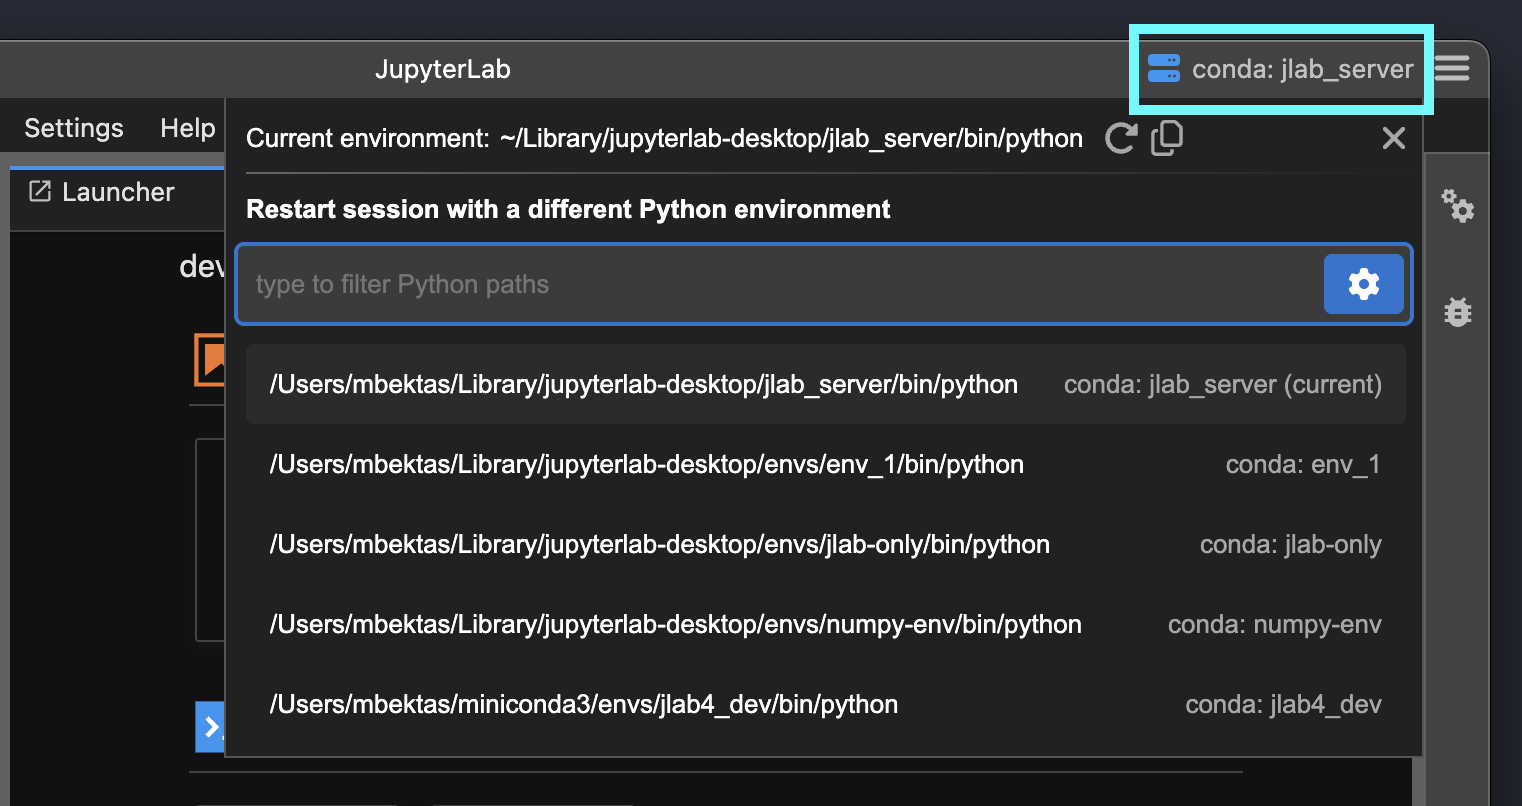 JupyterLab
conda: jlab_server
Settings Help
Current environment: ~/Library/jupyterlab-desktop/jlab_server/bin/python
Launcher
Restart session with a different Python environment
dev
type to filter Python paths
/Users/mbektas/Library/jupyterlab-desktop/jlab_server/bin/python conda: jlab_server (current)
/Users/mbektas/Library/jupyterlab-desktop/envs/env_1/bin/python conda: env_1
/Users/mbektas/Library/jupyterlab-desktop/envs/jlab-only/bin/python conda: jlab-only
/Users/mbektas/Library/jupyterlab-desktop/envs/numpy-env/bin/python conda: numpy-env
/Users/mbektas/miniconda3/envs/jlab4_dev/bin/python conda: jlab4_dev